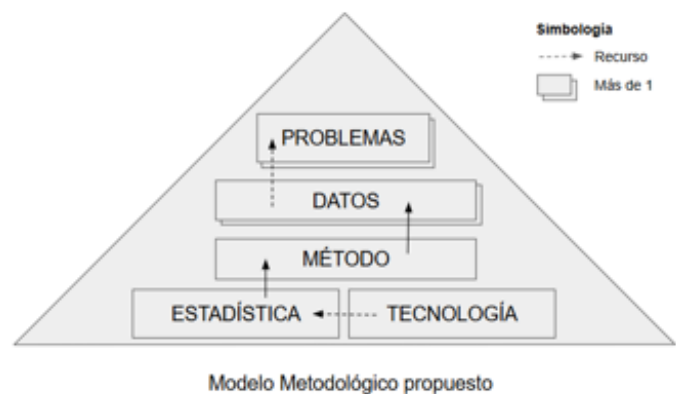 Simbología
Recurso
Más de 1
PROBLEMAS
DATOS
MÉTODO
ESTADÍSTICA
TECNOLOGÍA
Modelo Metodológico propuesto